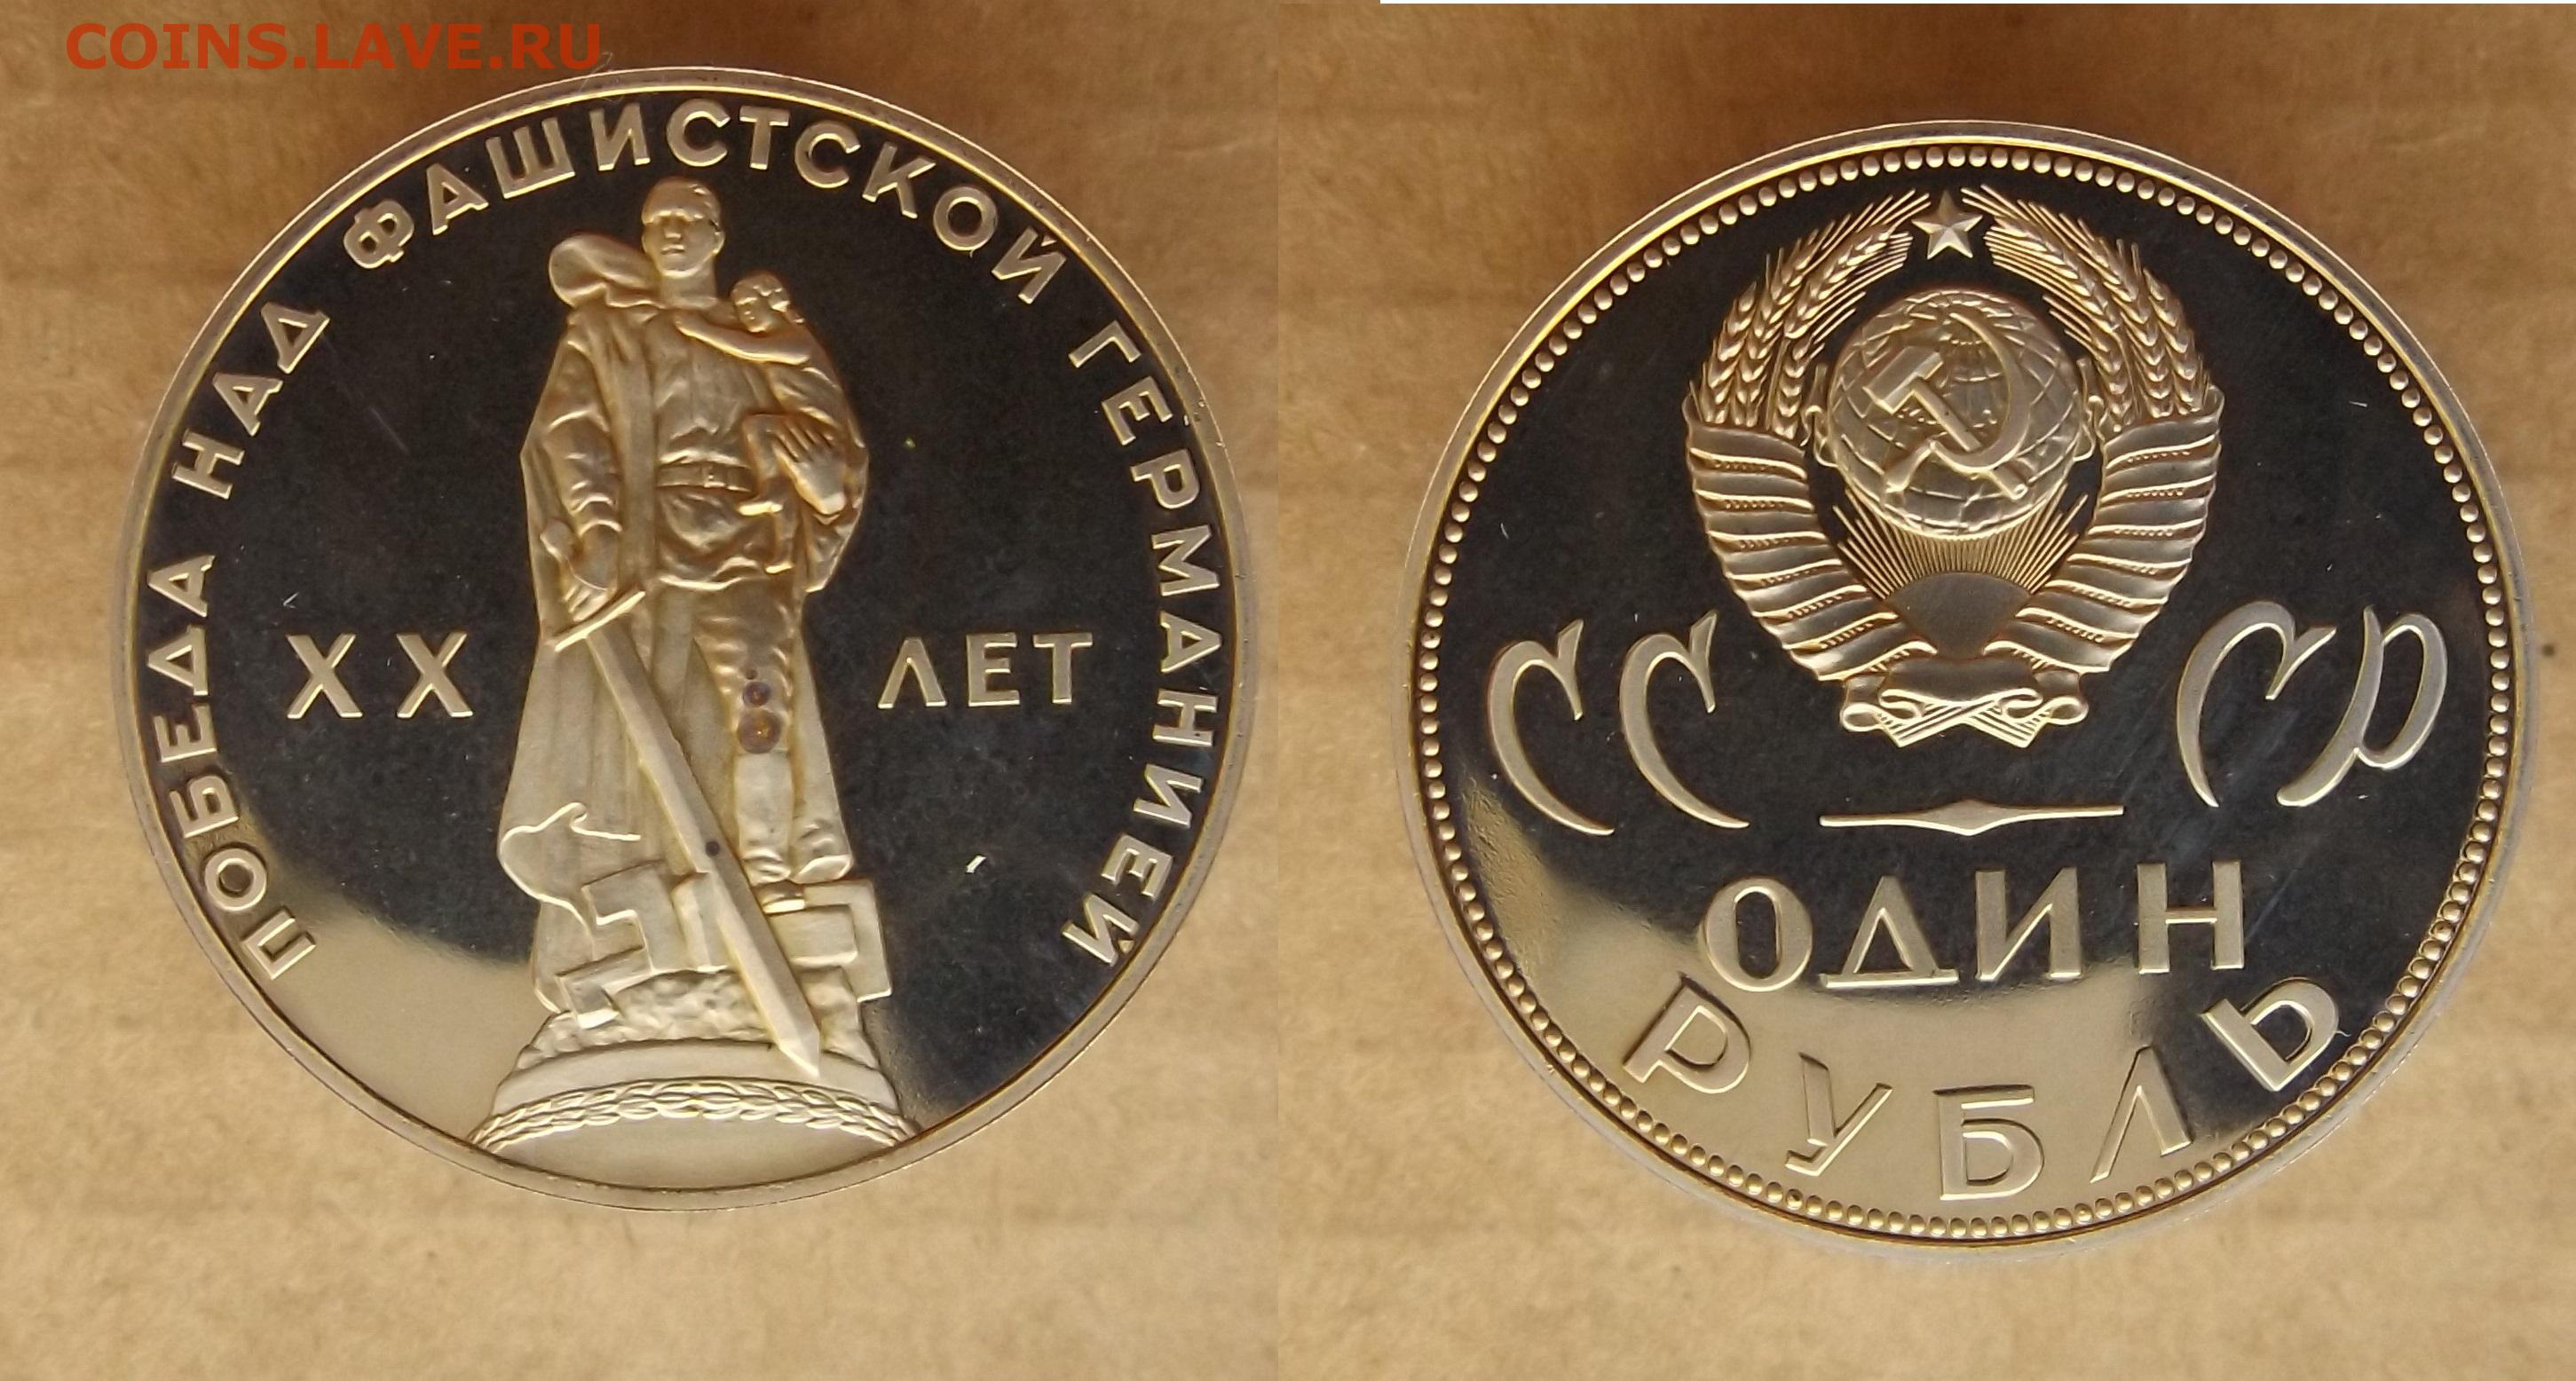 COINS.LAVE.RU
ПОБЕДА НАД ФАШИСТСКОЙ ГЕРМАНИЕЙ
XX ЛЕТ
СССР
ОДИН
РУБЛЬ